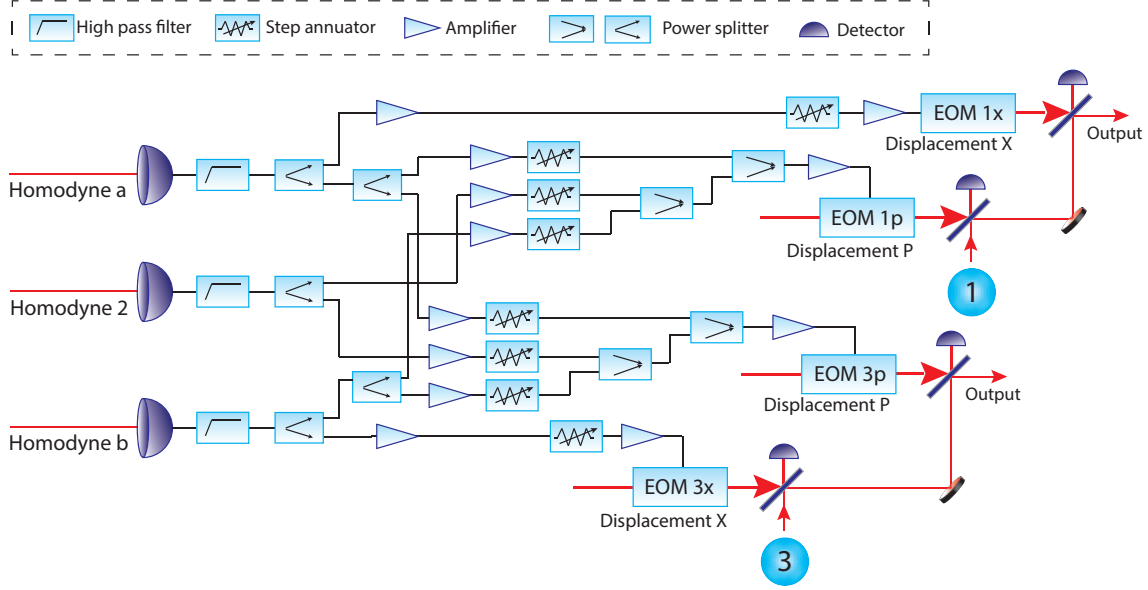 High pass filter
Step annuator
Amplifier
Power splitter
Detector
EOM 1x
Displacement X
Output
Homodyne a
EOM 1p
Displacement P
1
Homodyne 2
EOM 3p
Displacement P
Output
Homodyne b
EOM 3x
Displacement X
3